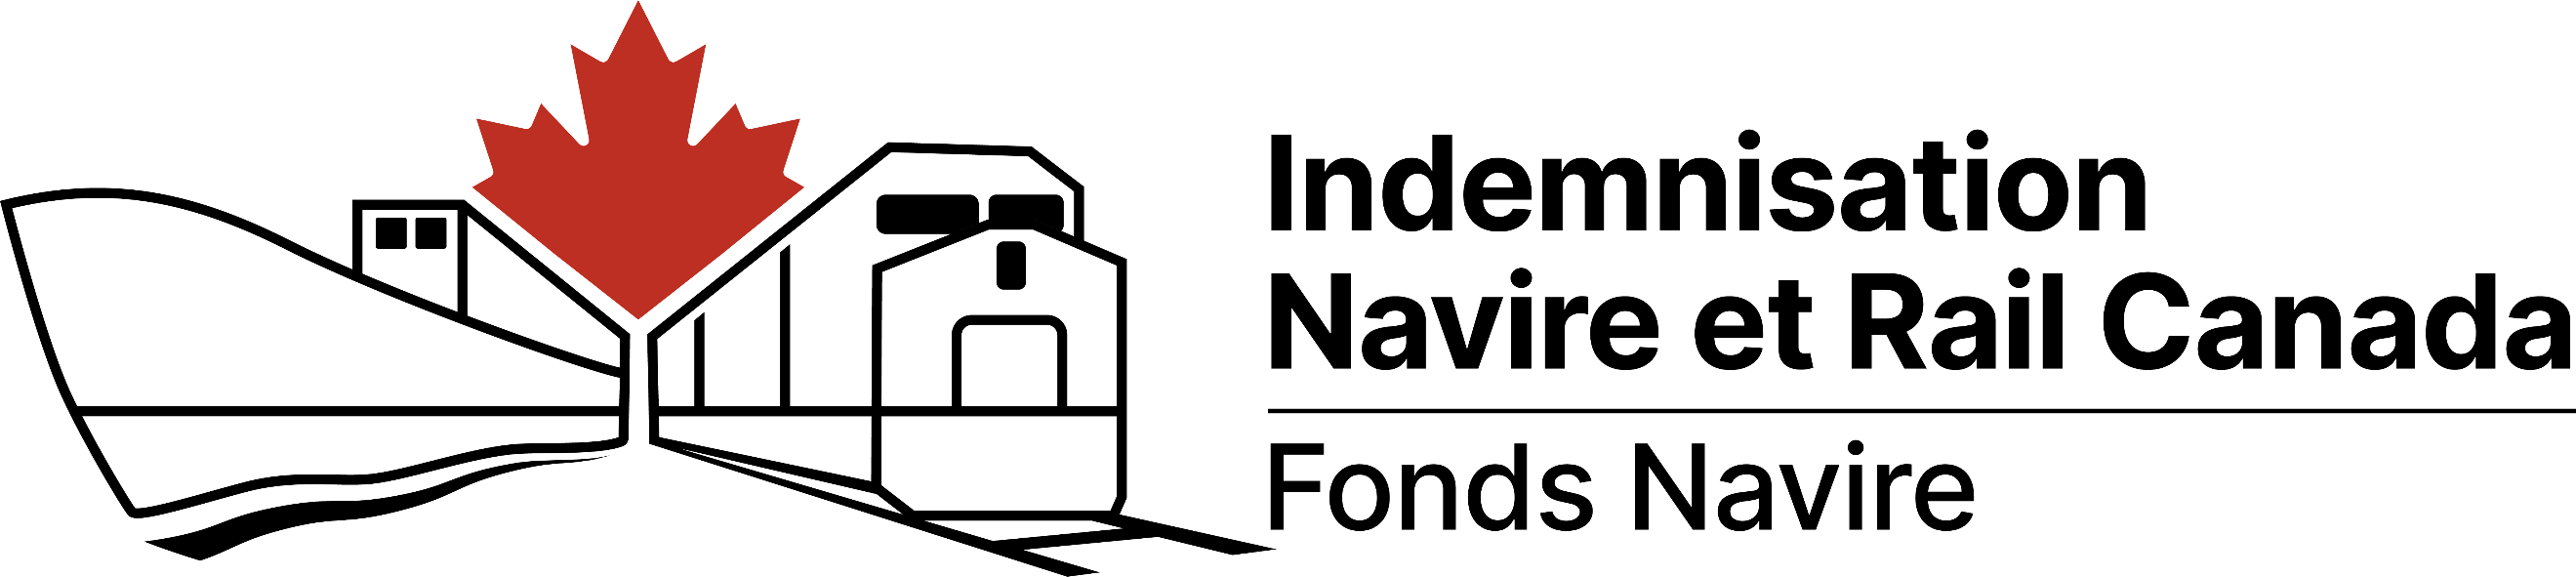 Indemnisation
Navire et Rail Canada
Fonds Navire